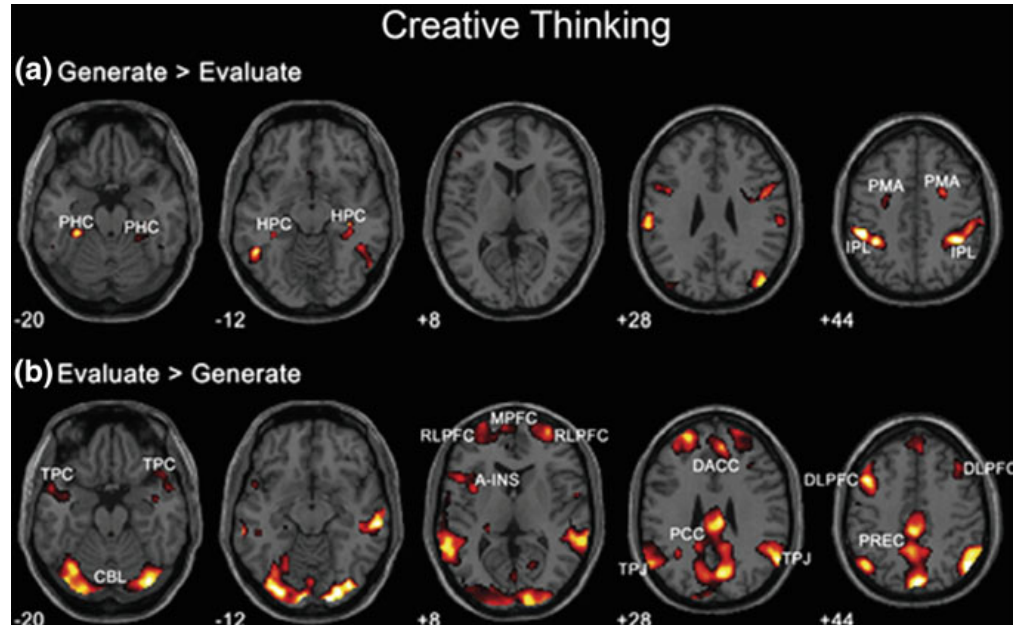 Creative Thinking
(a) Generate > Evaluate
PHC PHC
HPC HPC
PMA PMA
IPL IPL
-20 -12 +8 +28 +44
(b) Evaluate > Generate
MPFC
RLPFC RLPFC
TPC TPC
A-INS
DACC
DLPFC DLPFC
PCC
PREC
CBL
TPJ TPJ
-20 -12 +8 +28 +44